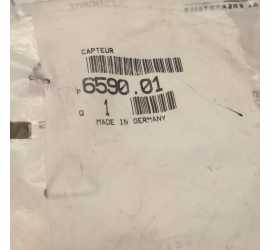 CAPTEUR
P 6590.01
Q 1
MADE IN GERMANY